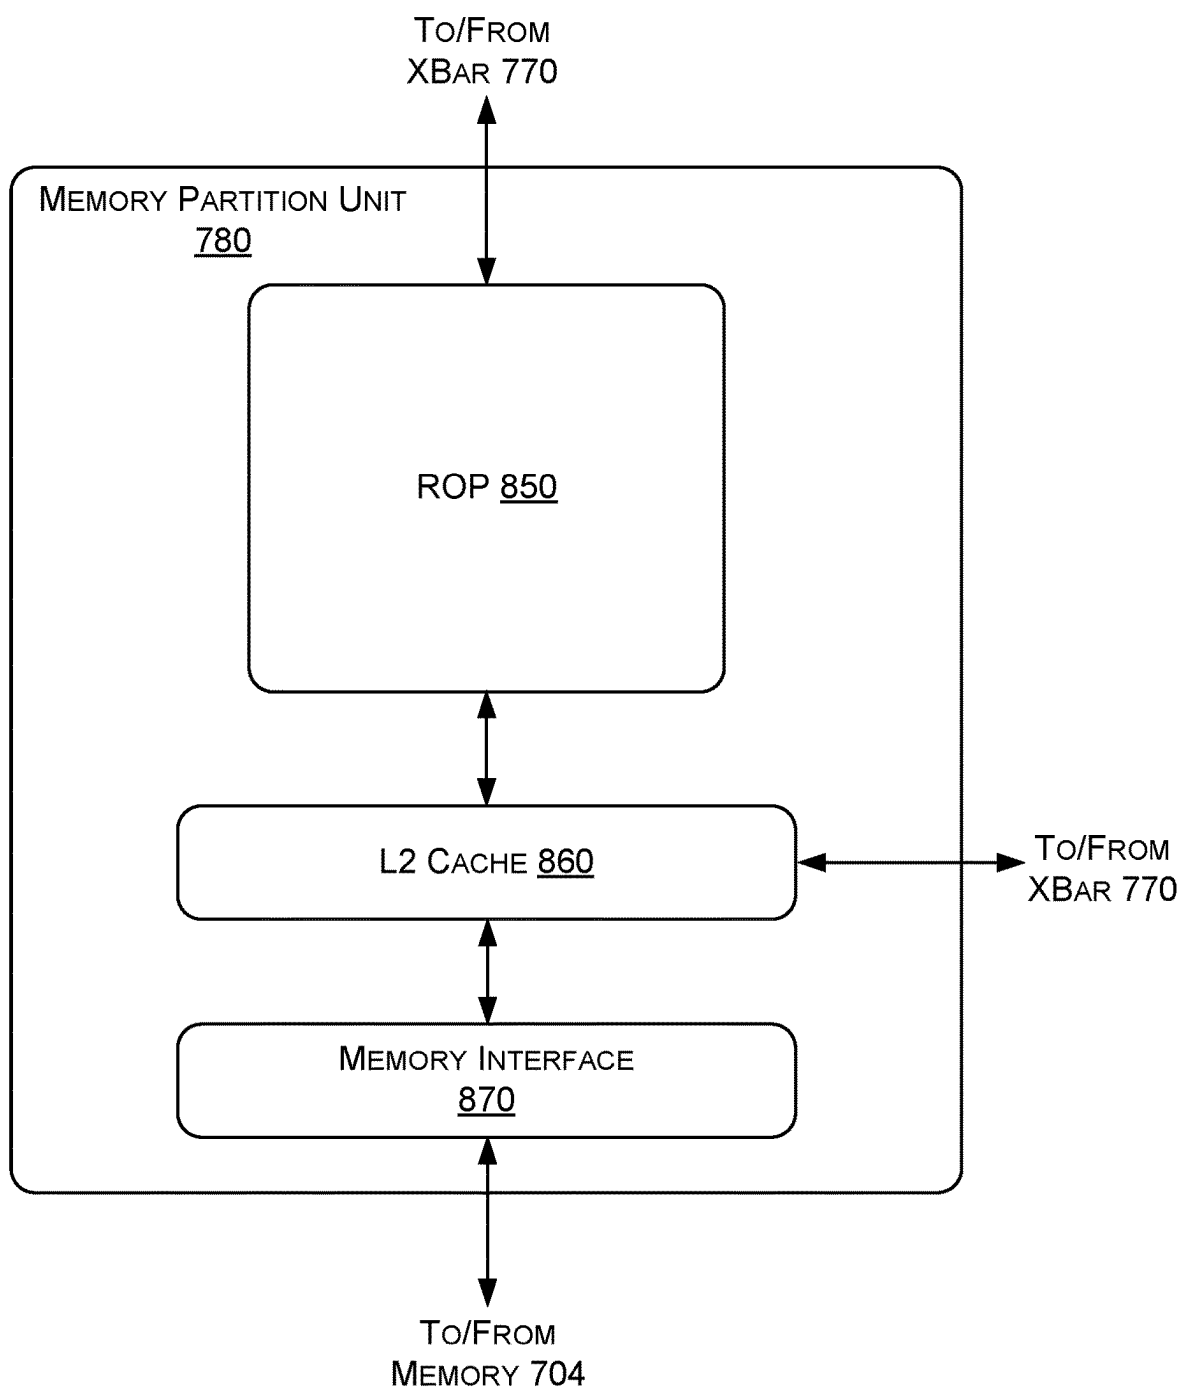 To/From
XBar 770
Memory Partition Unit
780
ROP 850
L2 Cache 860
To/From
XBar 770
Memory Interface
870
To/From
Memory 704